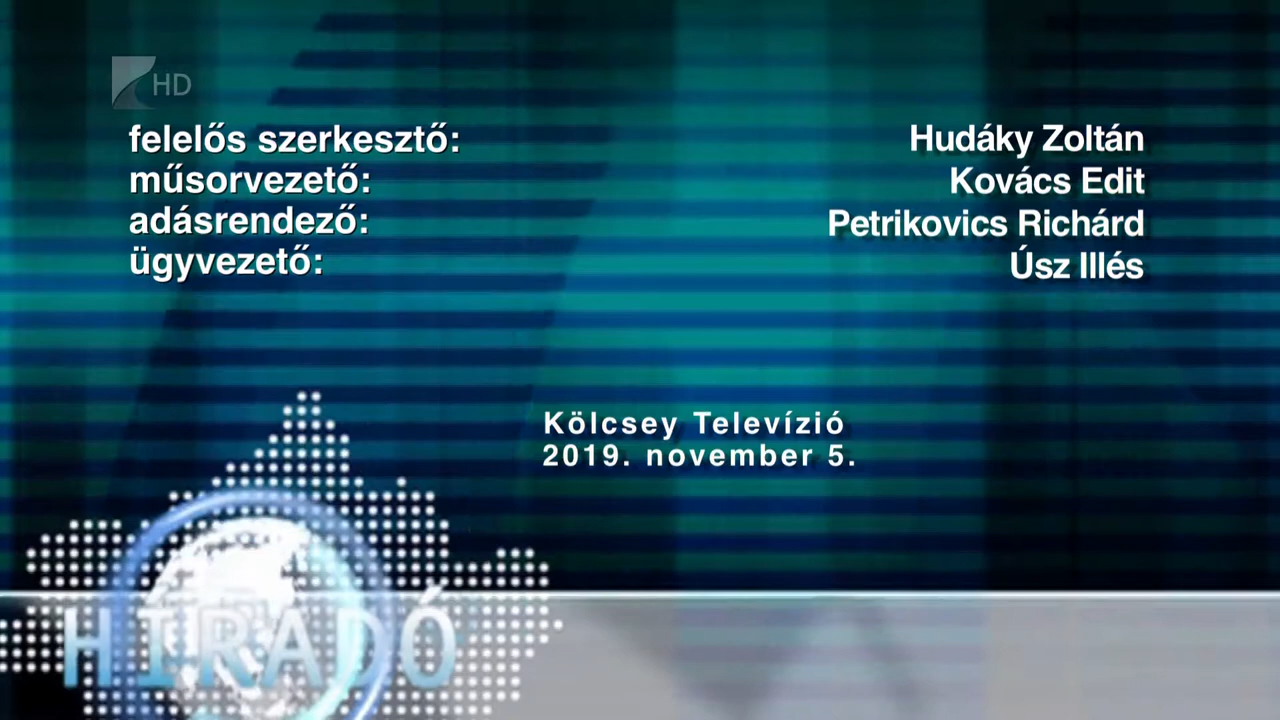 HD
felelős szerkesztő: Hudáky Zoltán
műsorvezető: Kovács Edit
adásrendező: Petrikovics Richárd
ügyvezető: Úsz Illés
Kölcsey Televízió
2019. november 5.
HÍRADÓ